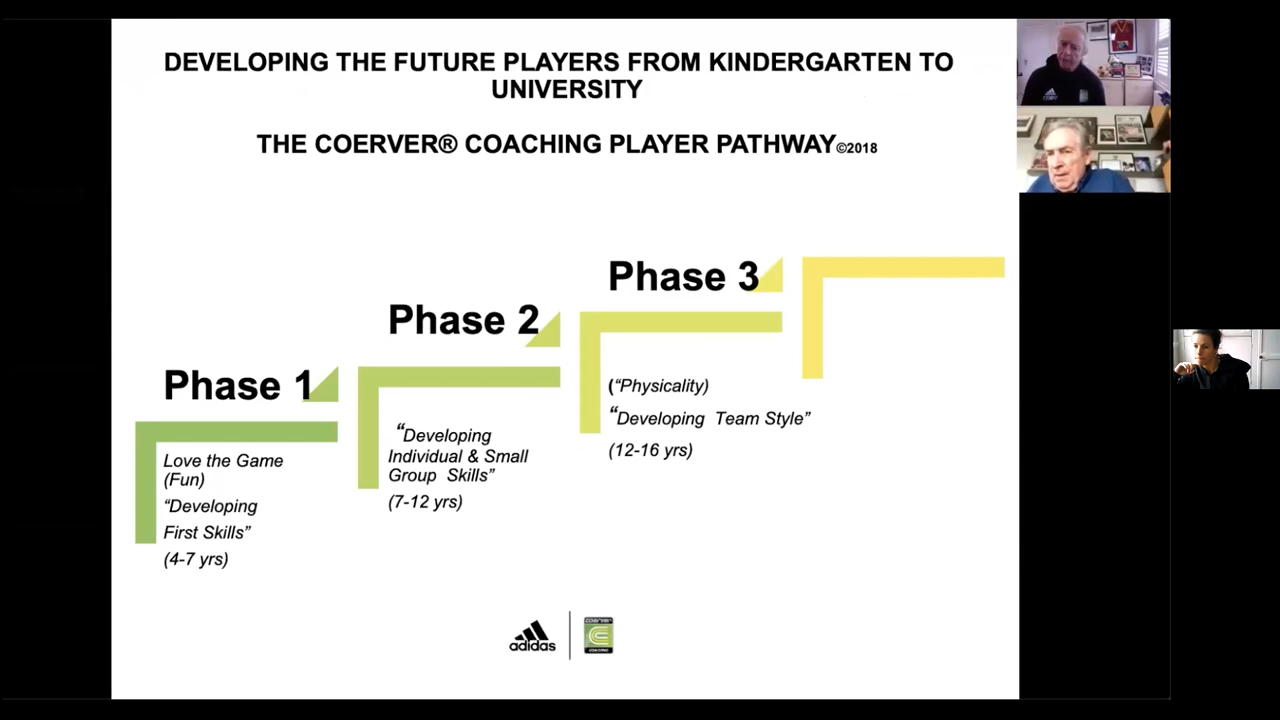 DEVELOPING THE FUTURE PLAYERS FROM KINDERGARTEN TO
UNIVERSITY
THE COERVER® COACHING PLAYER PATHWAY©2018
Phase 1
Love the Game
(Fun)
“Developing
First Skills”
(4-7 yrs)
Phase 2
“Developing
Individual & Small
Group Skills”
(7-12 yrs)
Phase 3
(“Physicality)
“Developing Team Style”
(12-16 yrs)
adidas
COERVER
COACHING